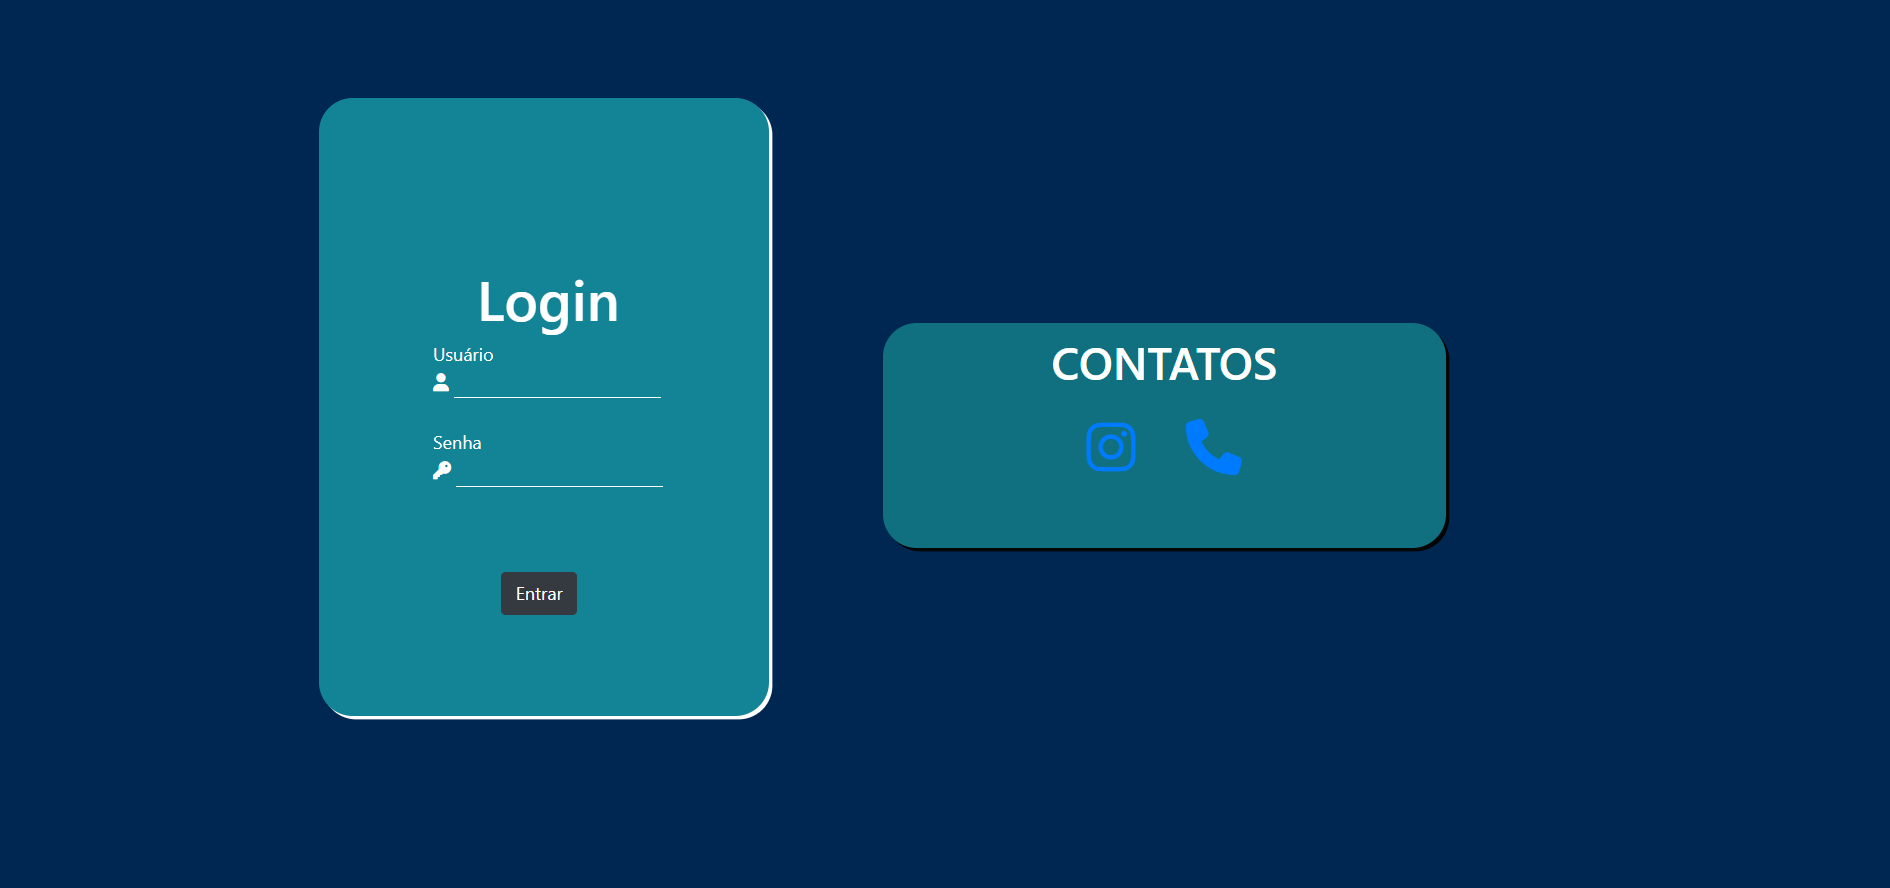 Login
Usuário
Senha
Entrar
CONTATOS